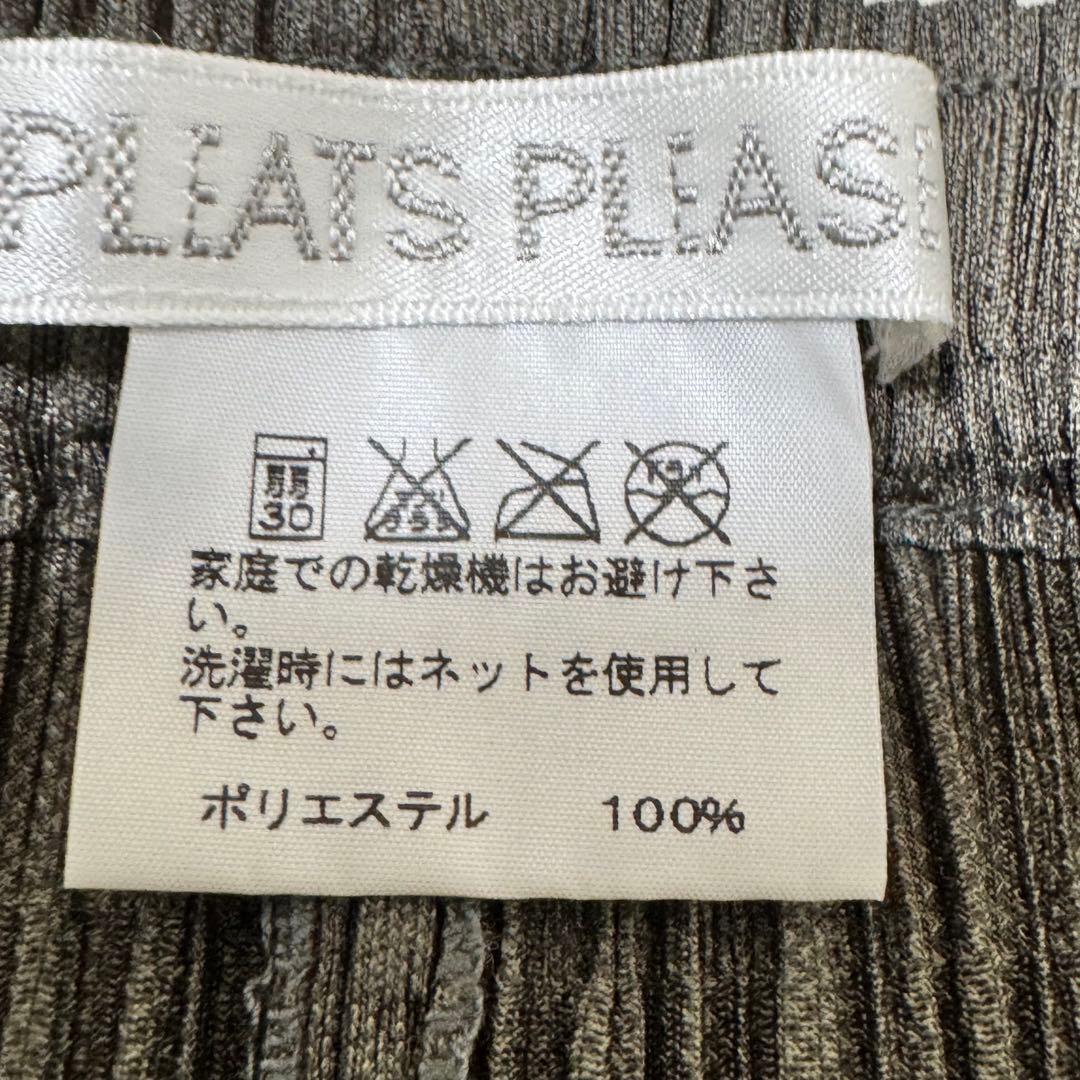 PLEATS PLEASE
弱
30
家庭での乾燥機はお避け下さ
い。
洗濯時にはネットを使用して
下さい。
ポリエステル 100%